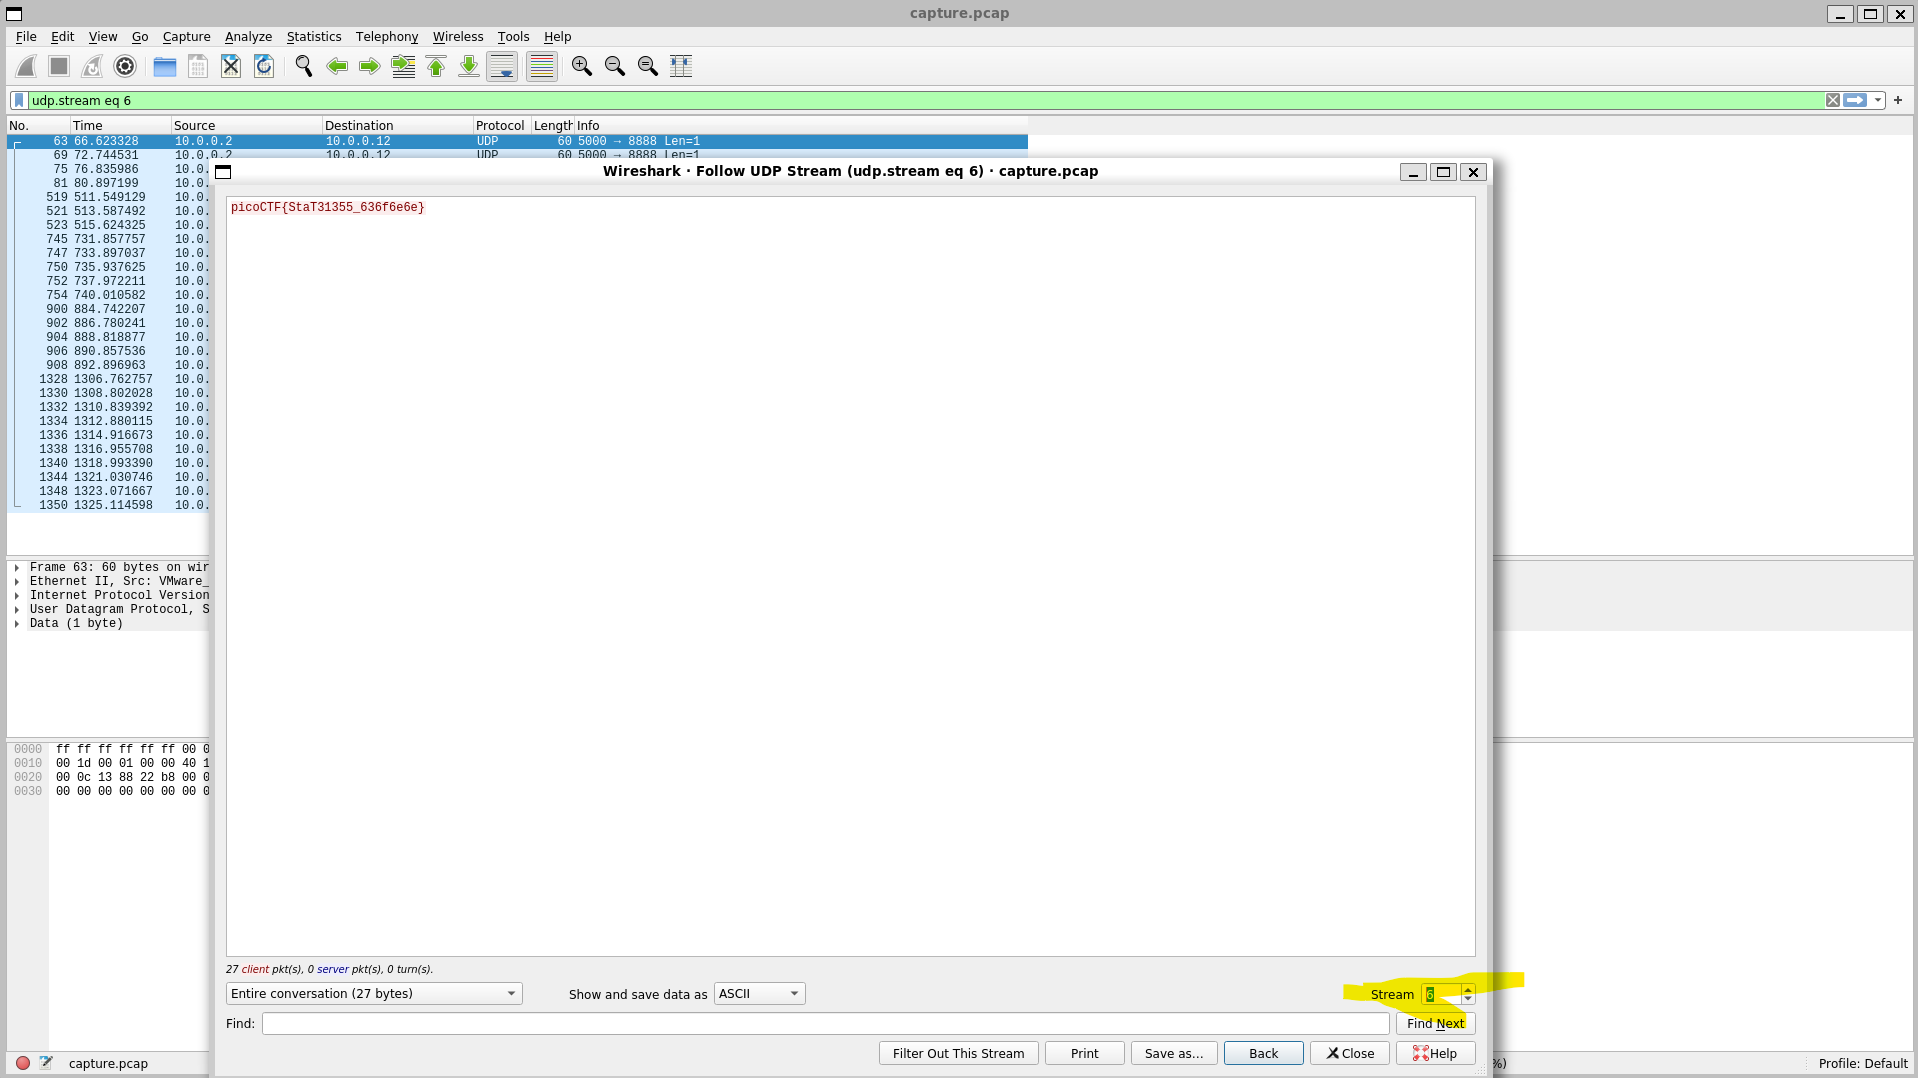 capture.pcap
File Edit View Go Capture Analyze Statistics Telephony Wireless Tools Help
udp.stream eq 6
No. Time Source Destination Protocol Length Info
63 66.623328 10.0.0.2 10.0.0.12 UDP 60 5000 → 8888 Len=1
69 72.744531 10.0.0.2 10.0.0.12 UDP 60 5000 → 8888 Len=1
75 76.835986 10.0.
81 80.897199 10.0.
519 511.549129 10.0.
521 513.587492 10.0.
523 515.624325 10.0.
745 731.857757 10.0.
747 733.897037 10.0.
750 735.937625 10.0.
752 737.972211 10.0.
754 740.010582 10.0.
900 884.742207 10.0.
902 886.780241 10.0.
904 888.818877 10.0.
906 890.857536 10.0.
908 892.896963 10.0.
1328 1306.762757 10.0.
1330 1308.802028 10.0.
1332 1310.839392 10.0.
1334 1312.880115 10.0.
1336 1314.916673 10.0.
1338 1316.955708 10.0.
1340 1318.993390 10.0.
1344 1321.030746 10.0.
1348 1323.071667 10.0.
1350 1325.114598 10.0.
Frame 63: 60 bytes on wir
Ethernet II, Src: VMware_
Internet Protocol Version
User Datagram Protocol, S
Data (1 byte)
0000 ff ff ff ff ff ff 00 0
0010 00 1d 00 01 00 00 40 1
0020 00 0c 13 88 22 b8 00 0
0030 00 00 00 00 00 00 00 0
Wireshark · Follow UDP Stream (udp.stream eq 6) · capture.pcap
picoCTF{StaT31355_636f6e6e}
27 client pkt(s), 0 server pkt(s), 0 turn(s).
Entire conversation (27 bytes) Show and save data as ASCII Stream 6
Find: Find Next
Filter Out This Stream Print Save as... Back Close Help
capture.pcap %) Profile: Default